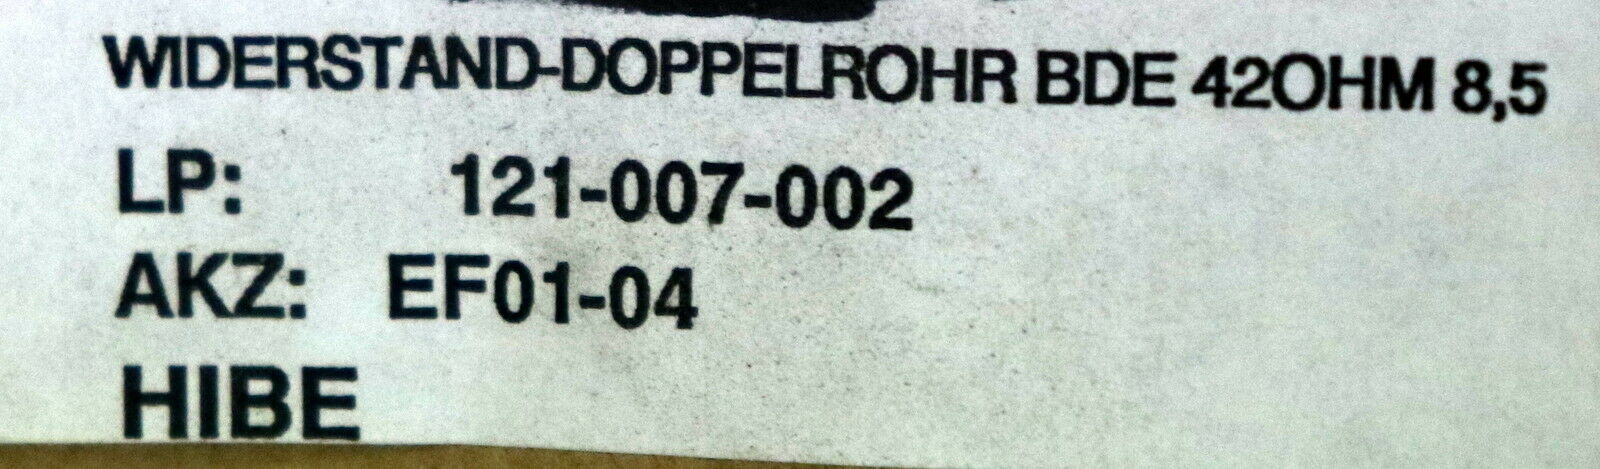 WIDERSTAND-DOPPELROHR BDE 42OHM 8,5
LP: 121-007-002
AKZ: EF01-04
HIBE